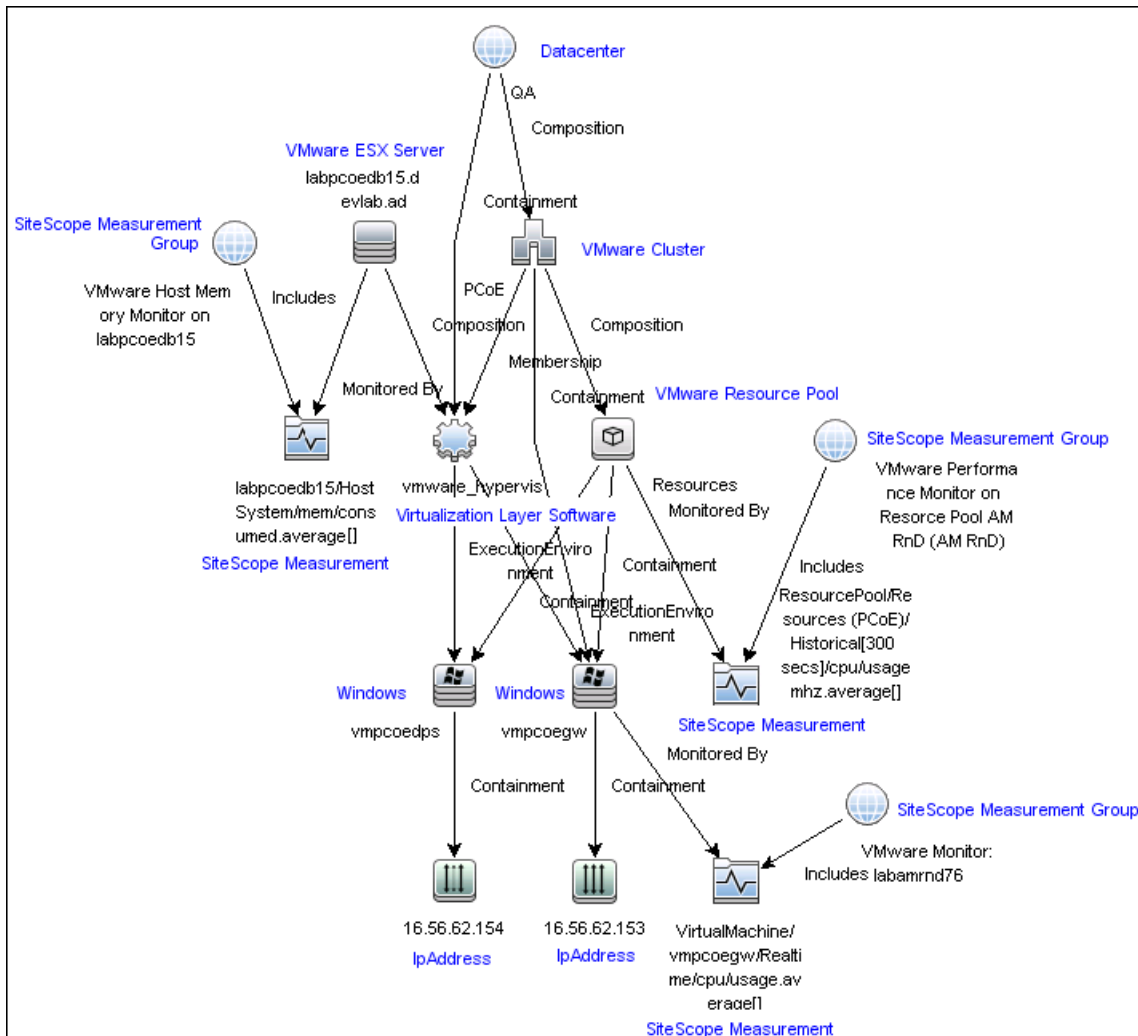 Datacenter
QA
Composition
VMware ESX Server
labpcoedb15.d
evlab.ad
Containment
SiteScope Measurement
Group
VMware Cluster
VMware Host Mem
ory Monitor on
labpcoedb15
Includes
PCoE
Composition
Composition
Membership
Monitored By
Containment
VMware Resource Pool
SiteScope Measurement Group
VMware Performa
nce Monitor on
Resorce Pool AM
RnD (AM RnD)
labpcoedb15/Host
System/mem/cons
umed.average[]
SiteScope Measurement
vmware_hypervis
Virtualization Layer Software
Resources
Monitored By
ExecutionEnviro
nment
Containment
Containment
ExecutionEnviro
nment
Includes
ResourcePool/Re
sources (PCoE)/
Historical[300
secs]/cpu/usage
mhz.average[]
SiteScope Measurement
Windows
vmpcoedps
Windows
vmpcoegw
Monitored By
Containment
Containment
SiteScope Measurement Group
VMware Monitor:
labamrnd76
Includes
16.56.62.154
IpAddress
16.56.62.153
IpAddress
VirtualMachine/
vmpcoegw/Realti
me/cpu/usage.av
erage[]
SiteScope Measurement